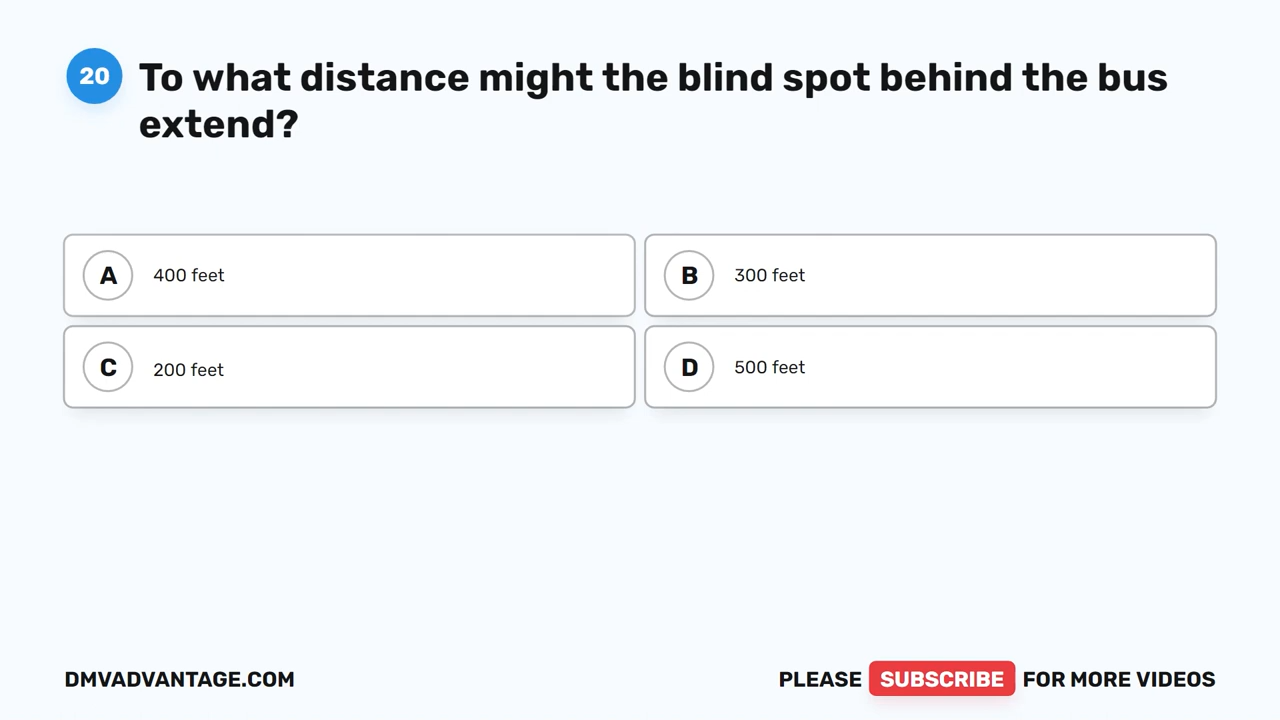 20
To what distance might the blind spot behind the bus
extend?
A 400 feet
B 300 feet
C 200 feet
D 500 feet
DMVADVANTAGE.COM
PLEASE SUBSCRIBE FOR MORE VIDEOS